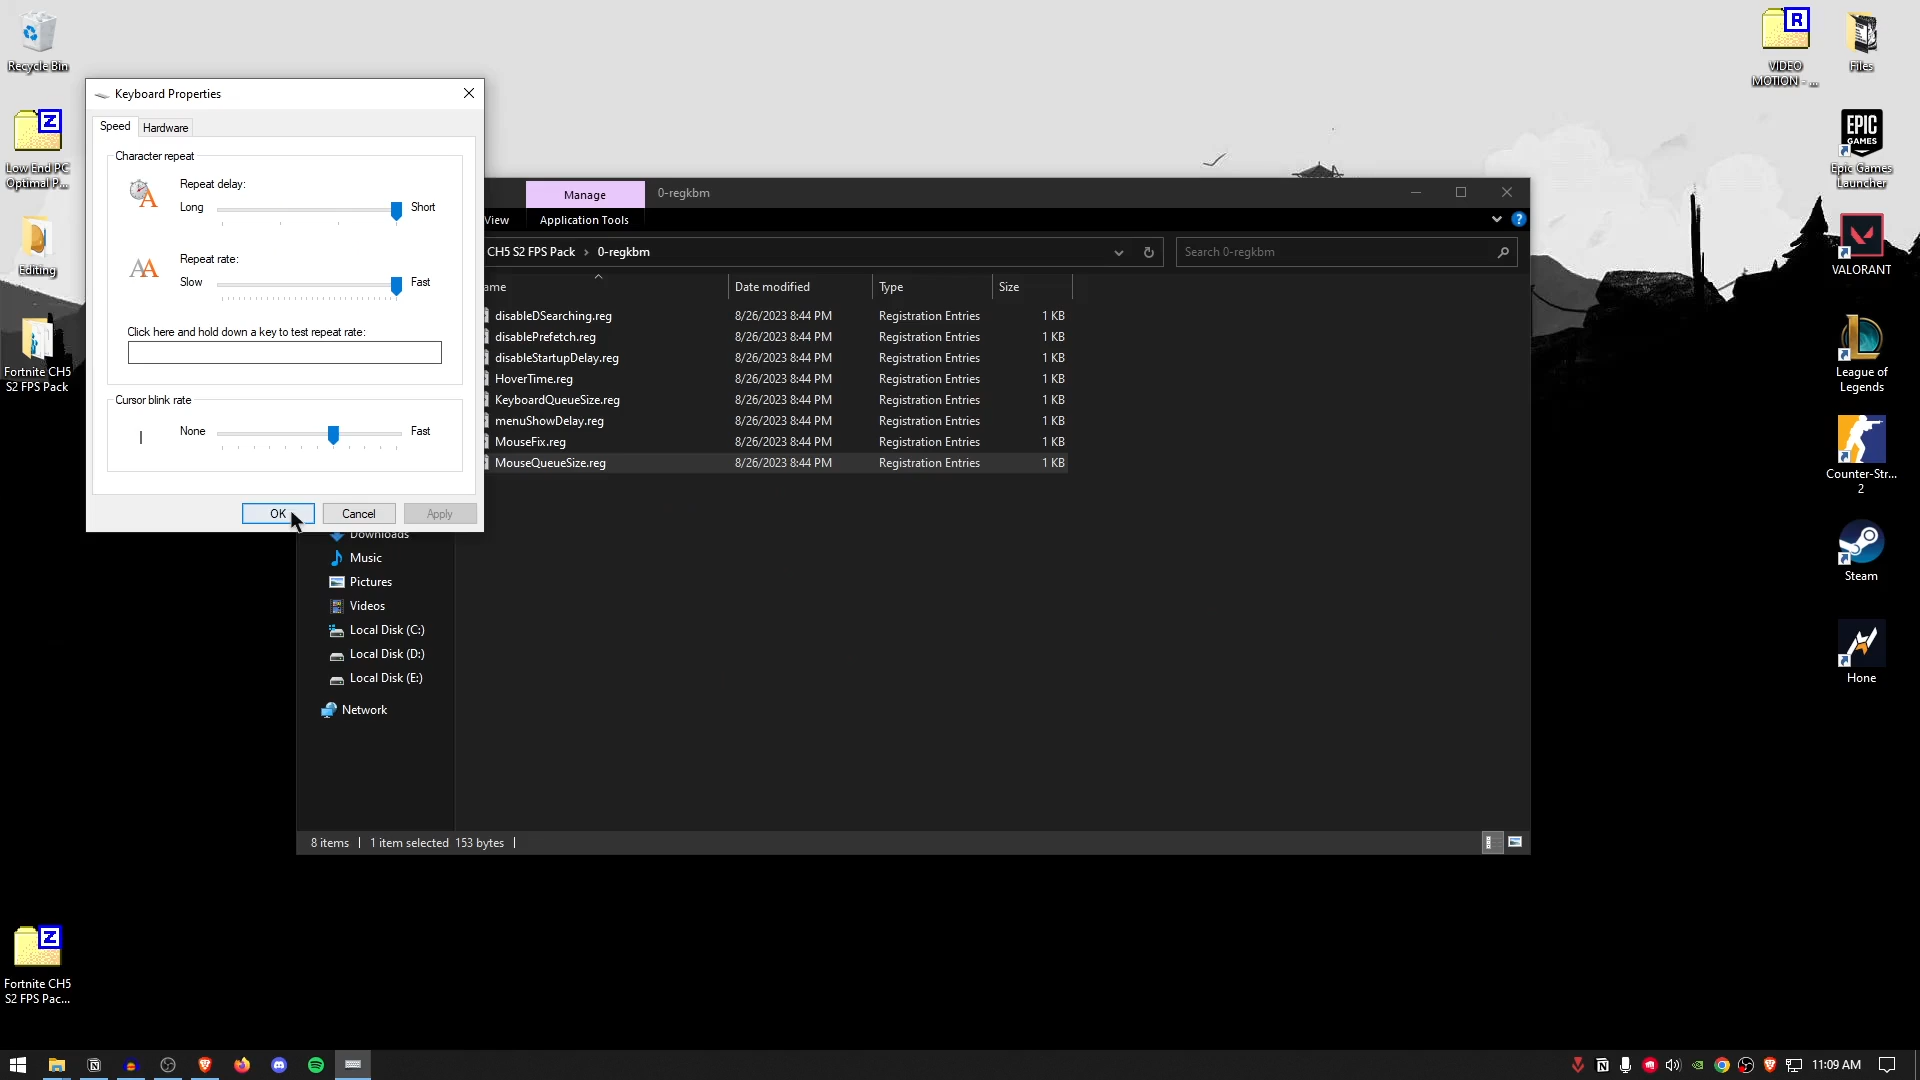 Recycle Bin
Low End PC
Optimal P...
Editing
Fortnite CH5
S2 FPS Pack
Fortnite CH5
S2 FPS Pac...
Keyboard Properties
Speed
Hardware
Character repeat
Repeat delay:
Long
Short
Repeat rate:
Slow
Fast
Click here and hold down a key to test repeat rate:
Cursor blink rate
None
Fast
OK
Cancel
Apply
Manage
0-regkbm
View
Application Tools
CH5 S2 FPS Pack
0-regkbm
Search 0-regkbm
ame
Date modified
Type
Size
disableDSearching.reg 8/26/2023 8:44 PM Registration Entries 1 KB
disablePrefetch.reg 8/26/2023 8:44 PM Registration Entries 1 KB
disableStartupDelay.reg 8/26/2023 8:44 PM Registration Entries 1 KB
HoverTime.reg 8/26/2023 8:44 PM Registration Entries 1 KB
KeyboardQueueSize.reg 8/26/2023 8:44 PM Registration Entries 1 KB
menuShowDelay.reg 8/26/2023 8:44 PM Registration Entries 1 KB
MouseFix.reg 8/26/2023 8:44 PM Registration Entries 1 KB
MouseQueueSize.reg 8/26/2023 8:44 PM Registration Entries 1 KB
Downloads
Music
Pictures
Videos
Local Disk (C:)
Local Disk (D:)
Local Disk (E:)
Network
8 items
1 item selected 153 bytes
VIDEO
MOTION - ...
Files
EPIC
GAMES
Epic Games
Launcher
VALORANT
League of
Legends
Counter-Str...
2
Steam
Hone
11:09 AM